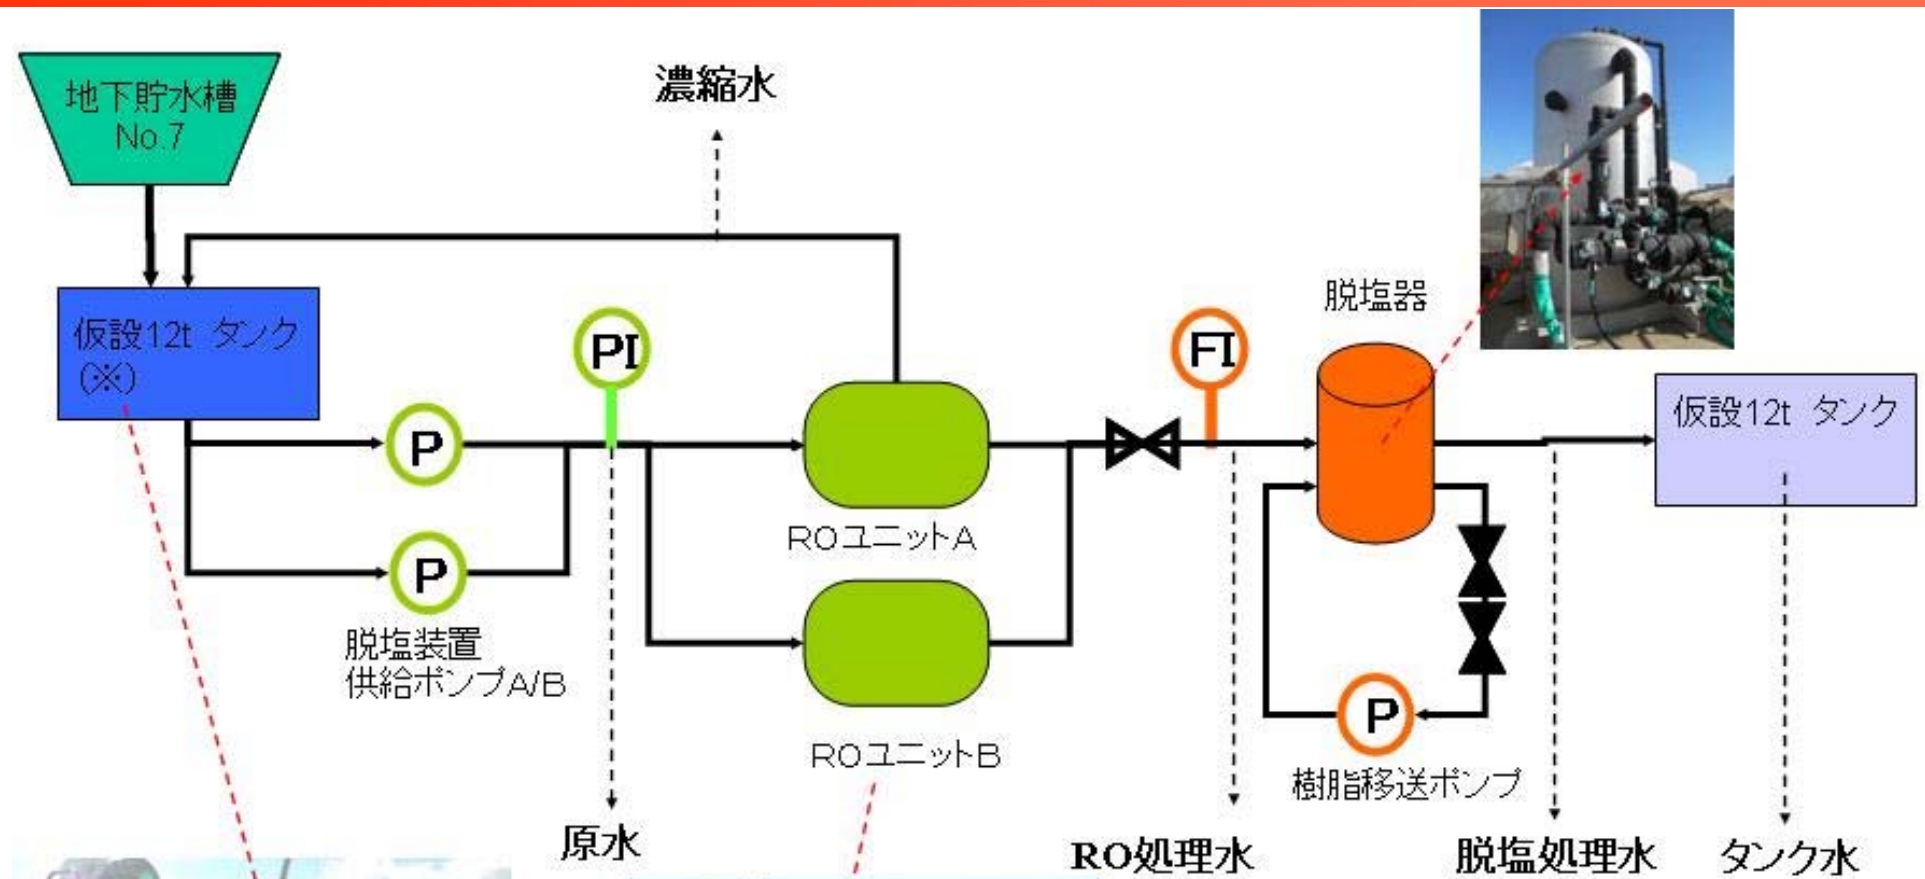 地下貯水槽
No.7
濃縮水
仮設12t タンク
(※)
PI
P
P
脱塩装置
供給ポンプA/B
ROユニットA
ROユニットB
FI
脱塩器
P
樹脂移送ポンプ
仮設12t タンク
原水
RO処理水
脱塩処理水
タンク水